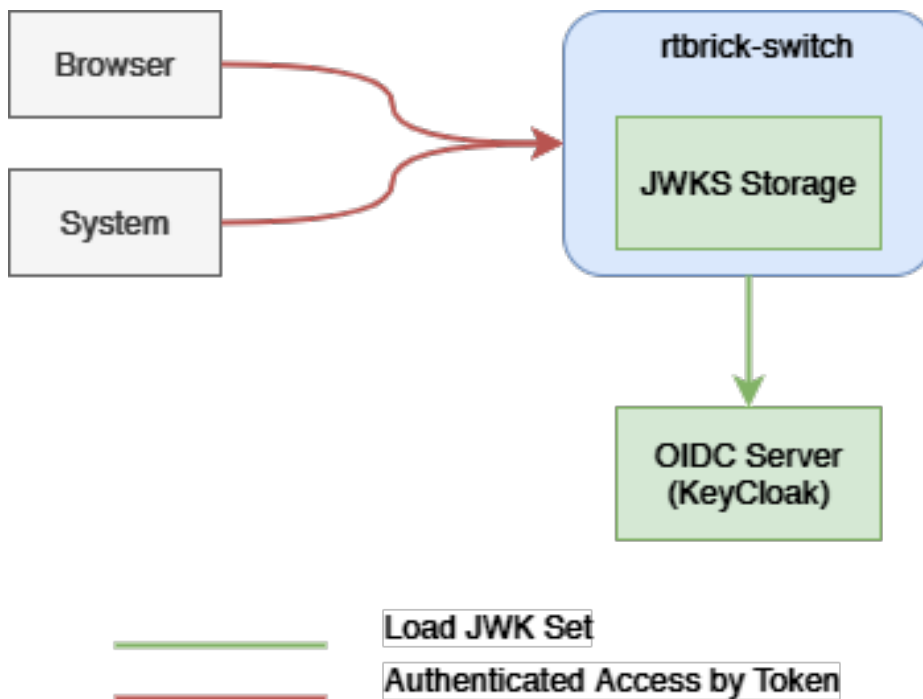 Browser
rtbrick-switch
JWKS Storage
System
OIDC Server
(KeyCloak)
Load JWK Set
Authenticated Access by Token